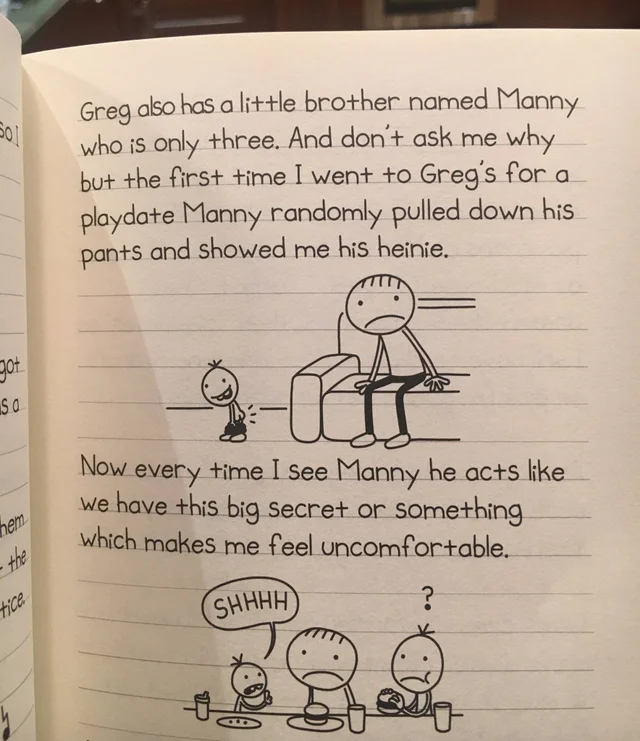 Greg also has a little brother named Manny
who is only three. And don't ask me why
but the first time I went to Greg's for a
playdate Manny randomly pulled down his
pants and showed me his heinie.
Now every time I see Manny he acts like
we have this big secret or something
which makes me feel uncomfortable.
SHHHH
?
so I
got
s a
hem
the
tice.